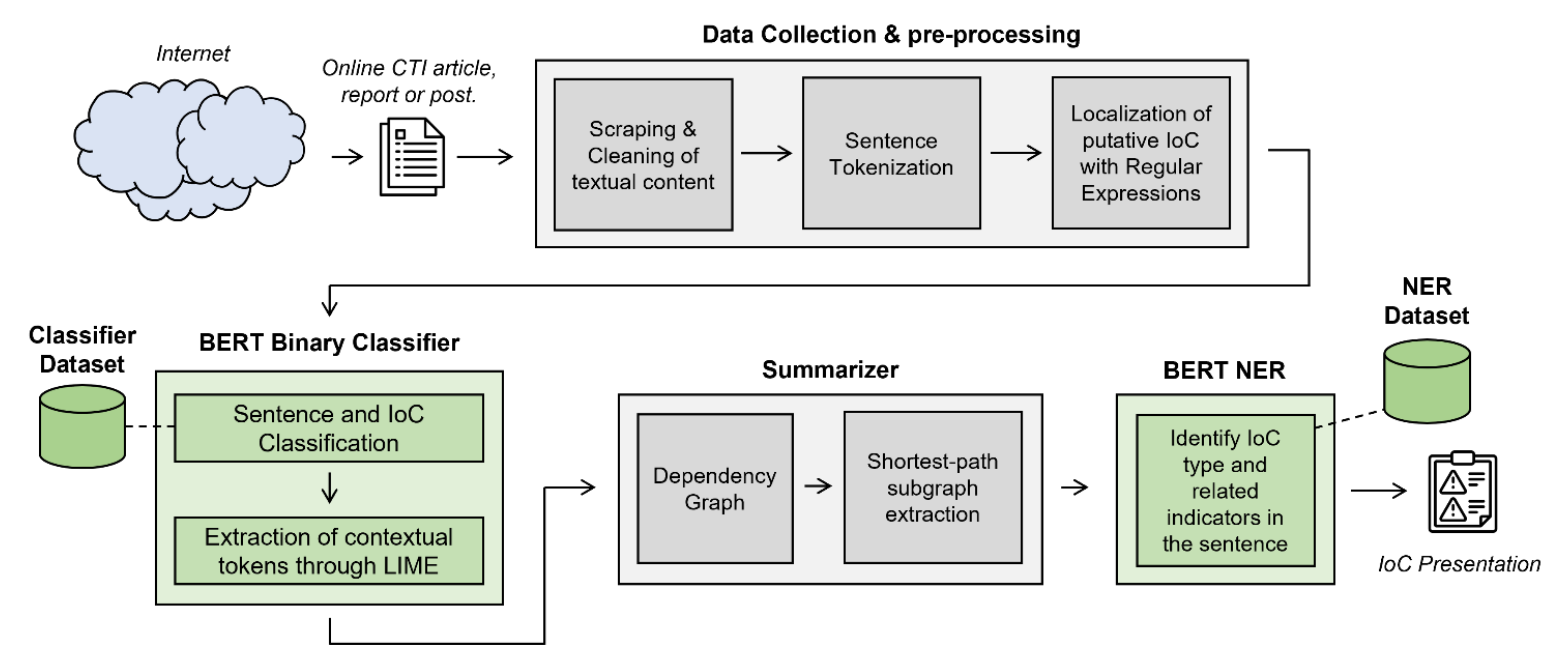 Internet
Online CTI article,
report or post.
Data Collection & pre-processing
Scraping &
Cleaning of
textual content
Sentence
Tokenization
Localization of
putative IoC
with Regular
Expressions
Classifier
Dataset
BERT Binary Classifier
Sentence and IoC
Classification
Extraction of contextual
tokens through LIME
Summarizer
Dependency
Graph
Shortest-path
subgraph
extraction
BERT NER
Identify IoC
type and
related
indicators in
the sentence
NER
Dataset
IoC Presentation